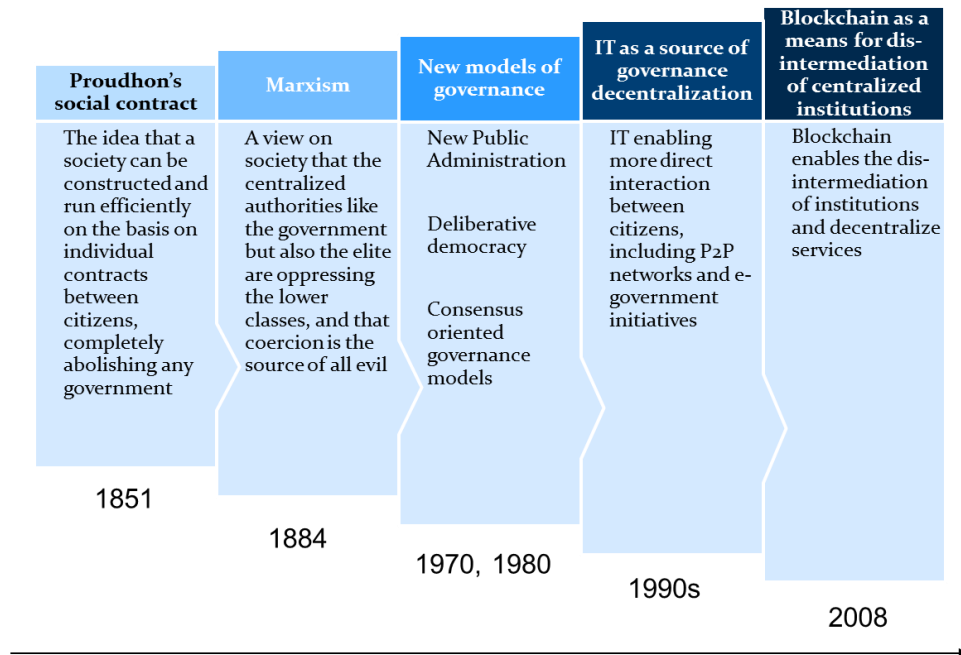 Proudhon's
social contract
The idea that a
society can be
constructed and
run efficiently
on the basis on
individual
contracts
between
citizens,
completely
abolishing any
government
1851
Marxism
A view on
society that the
centralized
authorities like
the government
but also the elite
are oppressing
the lower
classes, and that
coercion is the
source of all evil
1884
New models of
governance
New Public
Administration
Deliberative
democracy
Consensus
oriented
governance
models
1970, 1980
IT as a source of
governance
decentralization
IT enabling
more direct
interaction
between
citizens,
including P2P
networks and e-
government
initiatives
1990s
Blockchain as a
means for dis-
intermediation
of centralized
institutions
Blockchain
enables the dis-
intermediation
of institutions
and decentralize
services
2008